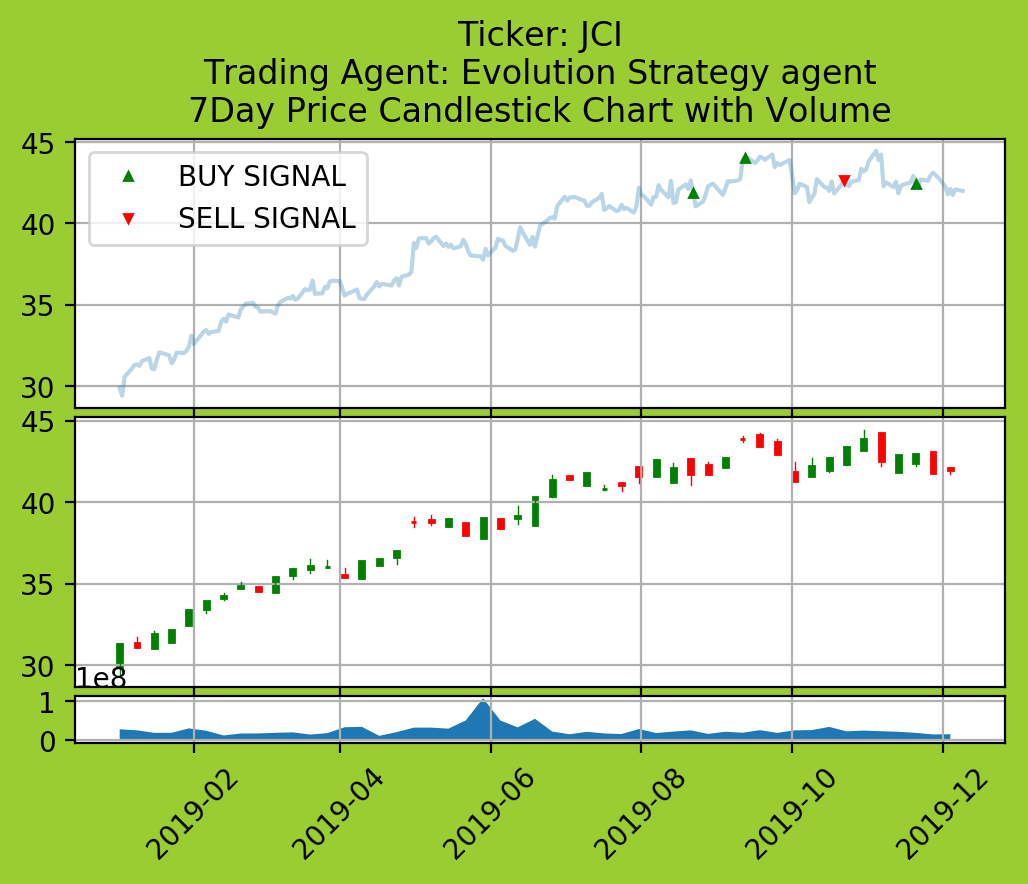 Ticker: JCI
Trading Agent: Evolution Strategy agent
7Day Price Candlestick Chart with Volume
45
BUY SIGNAL
SELL SIGNAL
40
35
30
45
40
35
30
1e8
1
0
2019-02
2019-04
2019-06
2019-08
2019-10
2019-12